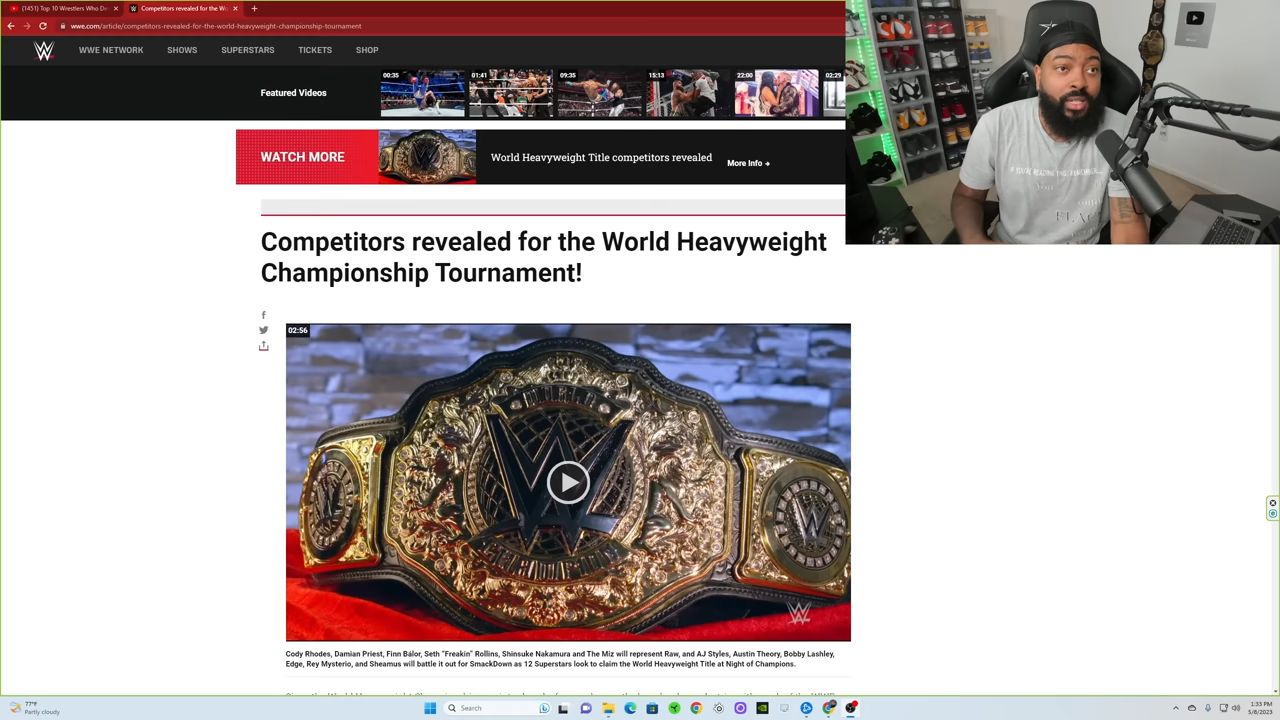 (1451) Top 10 Wrestlers Who De
Competitors revealed for the Wo
wwe.com/article/competitors-revealed-for-the-world-heavyweight-championship-tournament
WWE NETWORK
SHOWS
SUPERSTARS
TICKETS
SHOP
Featured Videos
00:35
01:41
09:35
15:13
22:00
02:29
WATCH MORE
World Heavyweight Title competitors revealed
More Info →
Competitors revealed for the World Heavyweight
Championship Tournament!
02:56
Cody Rhodes, Damian Priest, Finn Bálor, Seth "Freakin" Rollins, Shinsuke Nakamura and The Miz will represent Raw, and AJ Styles, Austin Theory, Bobby Lashley,
Edge, Rey Mysterio, and Sheamus will battle it out for SmackDown as 12 Superstars look to claim the World Heavyweight Title at Night of Champions.
77°F
Partly cloudy
Search
1:33 PM
5/8/2023